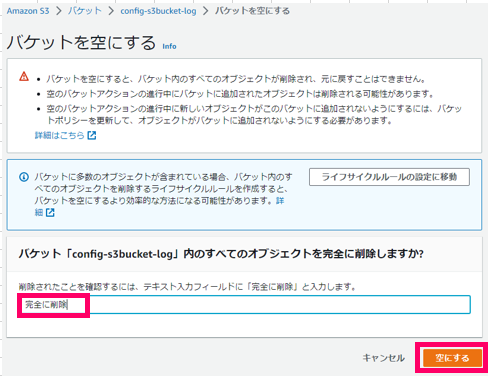 Amazon S3 > バケット > config-s3bucket-log > バケットを空にする
バケットを空にする Info
バケットを空にすると、バケット内のすべてのオブジェクトが削除され、元に戻すことはできません。
空のバケットアクションの進行中にバケットに追加されたオブジェクトは削除される可能性があります。
空のバケットアクションの進行中に新しいオブジェクトがこのバケットに追加されないようにするには、バケ
ットポリシーを更新して、オブジェクトがバケットに追加されないようにする必要があります。
詳細はこちら
バケットに多数のオブジェクトが含まれている場合、バケット内のす
べてのオブジェクトを削除するライフサイクルルールを作成すると、
バケットを空にするより効率的な方法になる可能性があります。詳
細
ライフサイクルルールの設定に移動
バケット「config-s3bucket-log」内のすべてのオブジェクトを完全に削除しますか?
削除されたことを確認するには、テキスト入力フィールドに「完全に削除」と入力します。
完全に削除
キャンセル
空にする